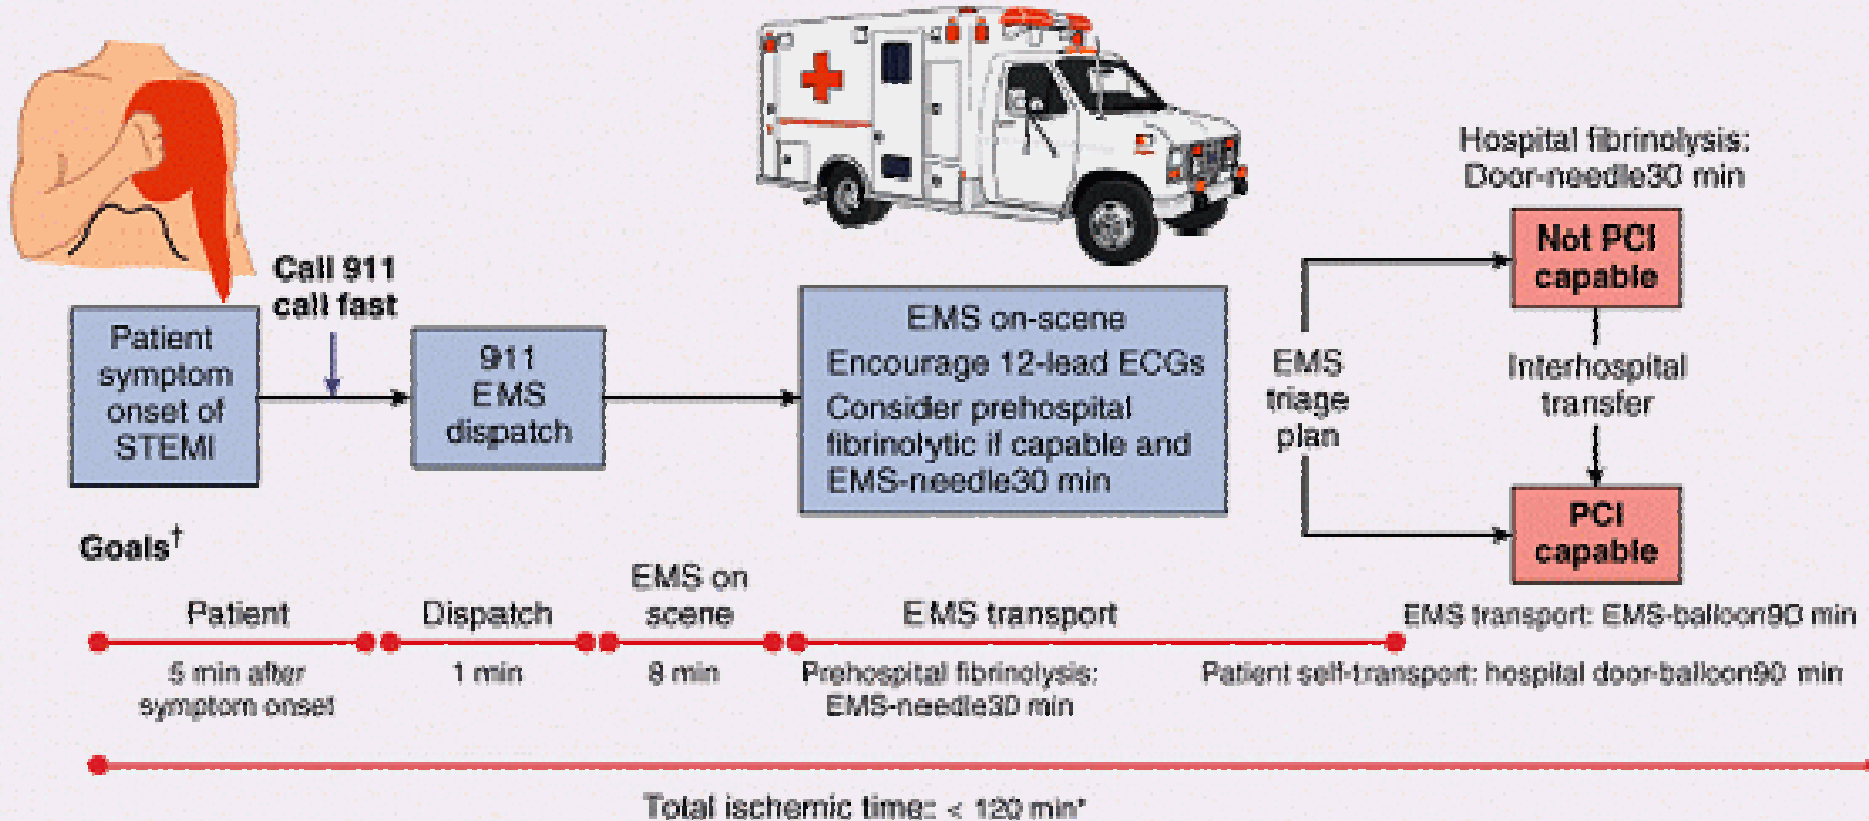 Hospital fibrinolysis:
Door-needle30 min
Not PCI
capable
Call 911
call fast
Patient
symptom
onset of
STEMI
911
EMS
dispatch
EMS on-scene
Encourage 12-lead ECGs
Consider prehospital
fibrinolytic if capable and
EMS-needle30 min
EMS
triage
plan
Interhospital
transfer
PCI
capable
Goals†
Patient
Dispatch
EMS on
scene
EMS transport
EMS transport: EMS-balloon90 min
5 min after
symptom onset
1 min
8 min
Prehospital fibrinolysis:
EMS-needle30 min
Patient self-transport: hospital door-balloon90 min
Total ischemic time:: < 120 min*